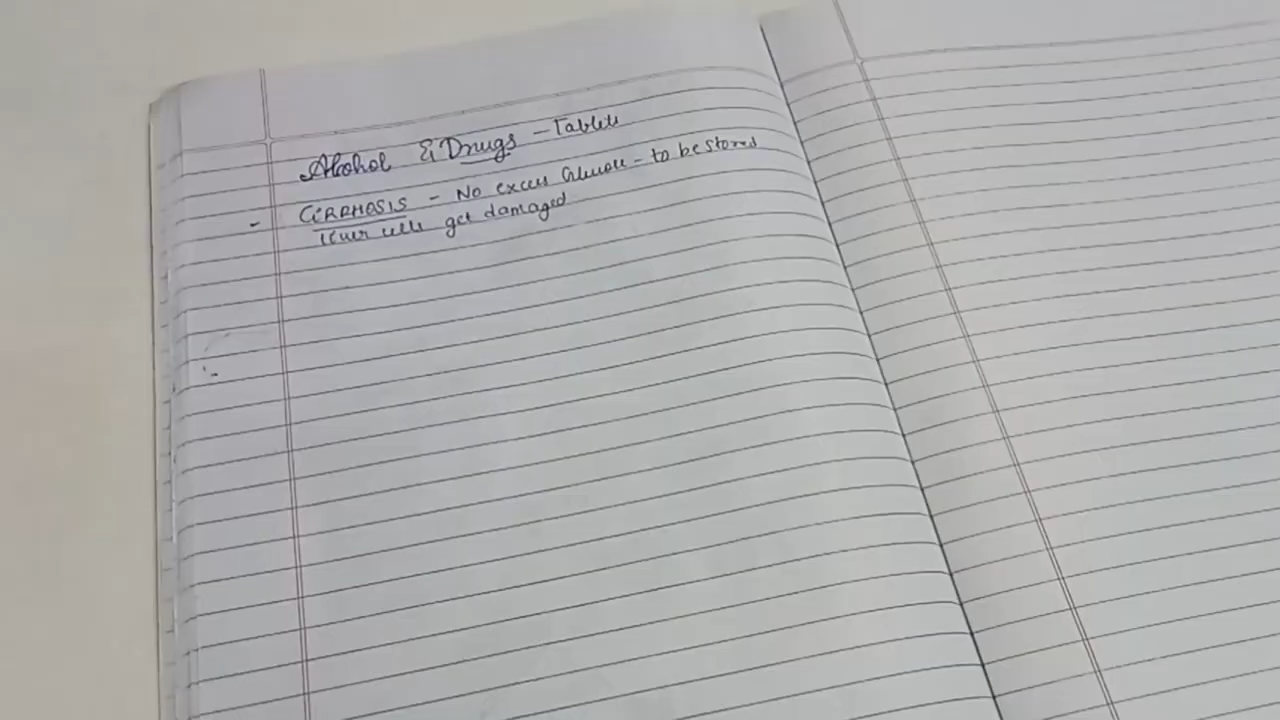 Alcohol & Drugs - Tablets
- CIRRHOSIS - No excess Glucose - to be stored
liver cells get damaged